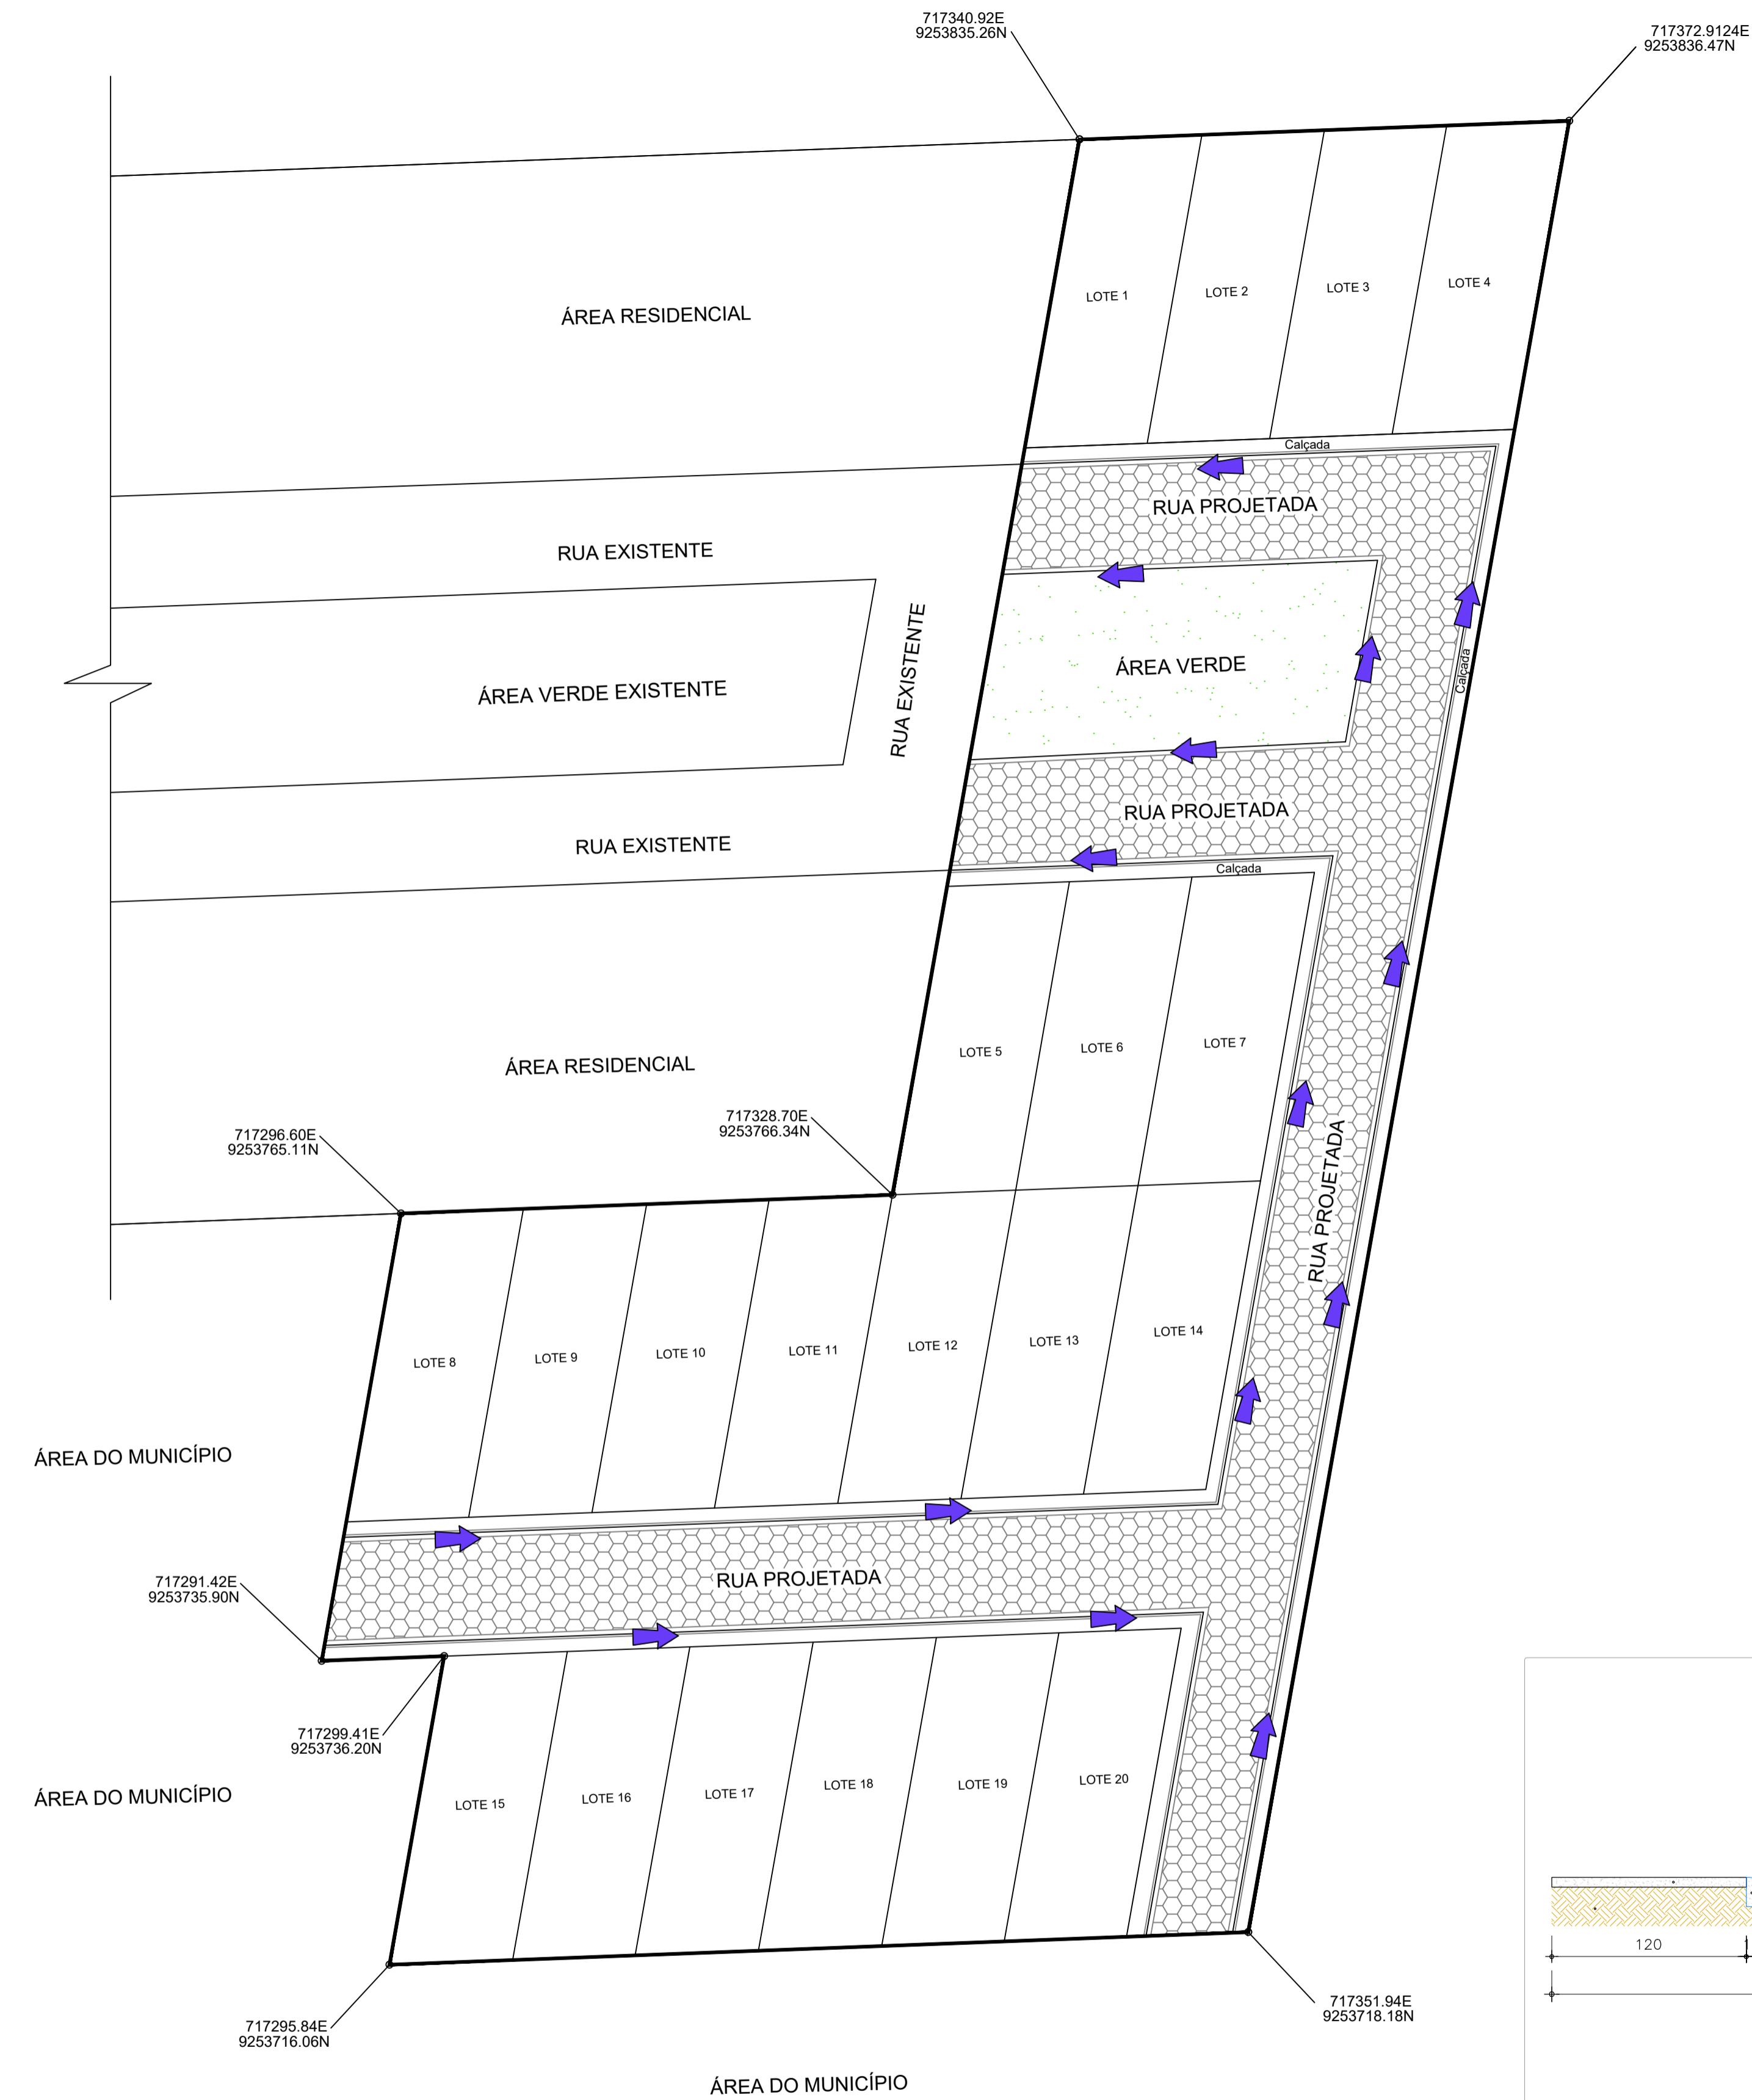 717340.92E
9253835.26N
717372.9124E
9253836.47N
LOTE 1
LOTE 2
LOTE 3
LOTE 4
ÁREA RESIDENCIAL
Calçada
RUA PROJETADA
RUA EXISTENTE
ÁREA VERDE
ÁREA VERDE EXISTENTE
RUA EXISTENTE
Calçada
RUA PROJETADA
RUA EXISTENTE
Calçada
LOTE 5
LOTE 6
LOTE 7
ÁREA RESIDENCIAL
717328.70E
9253766.34N
717296.60E
9253765.11N
RUA PROJETADA
LOTE 8
LOTE 9
LOTE 10
LOTE 11
LOTE 12
LOTE 13
LOTE 14
ÁREA DO MUNICÍPIO
RUA PROJETADA
717291.42E
9253735.90N
717299.41E
9253736.20N
ÁREA DO MUNICÍPIO
LOTE 15
LOTE 16
LOTE 17
LOTE 18
LOTE 19
LOTE 20
120
717351.94E
9253718.18N
717295.84E
9253716.06N
ÁREA DO MUNICÍPIO